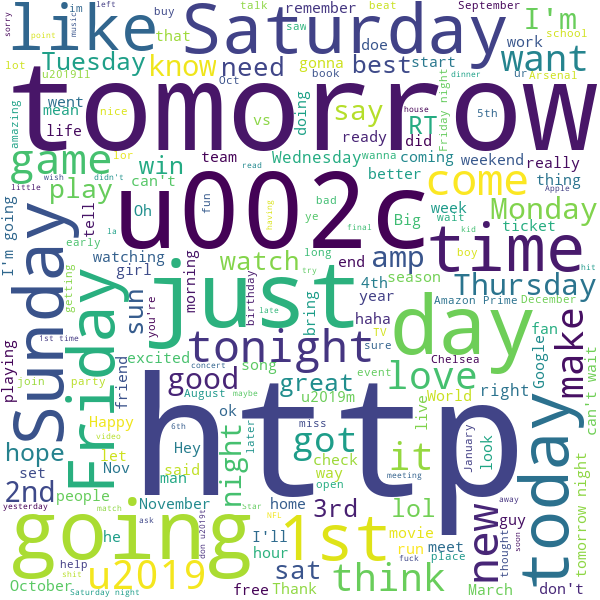 like
Saturday
tomorrow
u002c
http
just
going
1st
day
time
Sunday
Friday
today
tonight
game
come
want
I'm
new
make
love
think
got
it
Monday
Thursday
Tuesday
Wednesday
know
need
best
say
RT
win
play
watch
amp
good
great
night
hope
2nd
3rd
u2019
sat
sun
lol
right
that
buy
im
left
music
sorry
point
lot
u2019ll
Oct
talk
saw
beat
remember
gonna
book
doe
start
ur
September
work
school
Arsenal
Friday night
5th
amazing
went
mean
nice
life
lor
vs
doing
ready
did
house
dinner
wanna
coming
weekend
really
thing
better
week
wait
ticket
team
can't
read
wish
didn't
little
tell
Oh
fun
bad
ye
Big
early
la
having
final
kid
boy
I'm going
getting
watching
girl
you're
morning
birthday
long
try
bring
end
4th
year
season
Amazon Prime
December
Apple
hit
haha
TV
sure
late
Chelsea
Google
fan
can't wait
1st time
excited
playing
join
party
friend
song
concert
event
August
maybe
u2019m
live
World
Happy
video
let
ok
6th
Hey
later
miss
check
way
January
look
set
Nov
said
man
open
meeting
movie
guy
run
meet
place
thought
away
soon
yesterday
people
match
November
home
star
NFL
he
ask
don u2019t
I'll
hour
help
shit
October
Saturday night
free
Thank
fuck
March
don't
tomorrow night